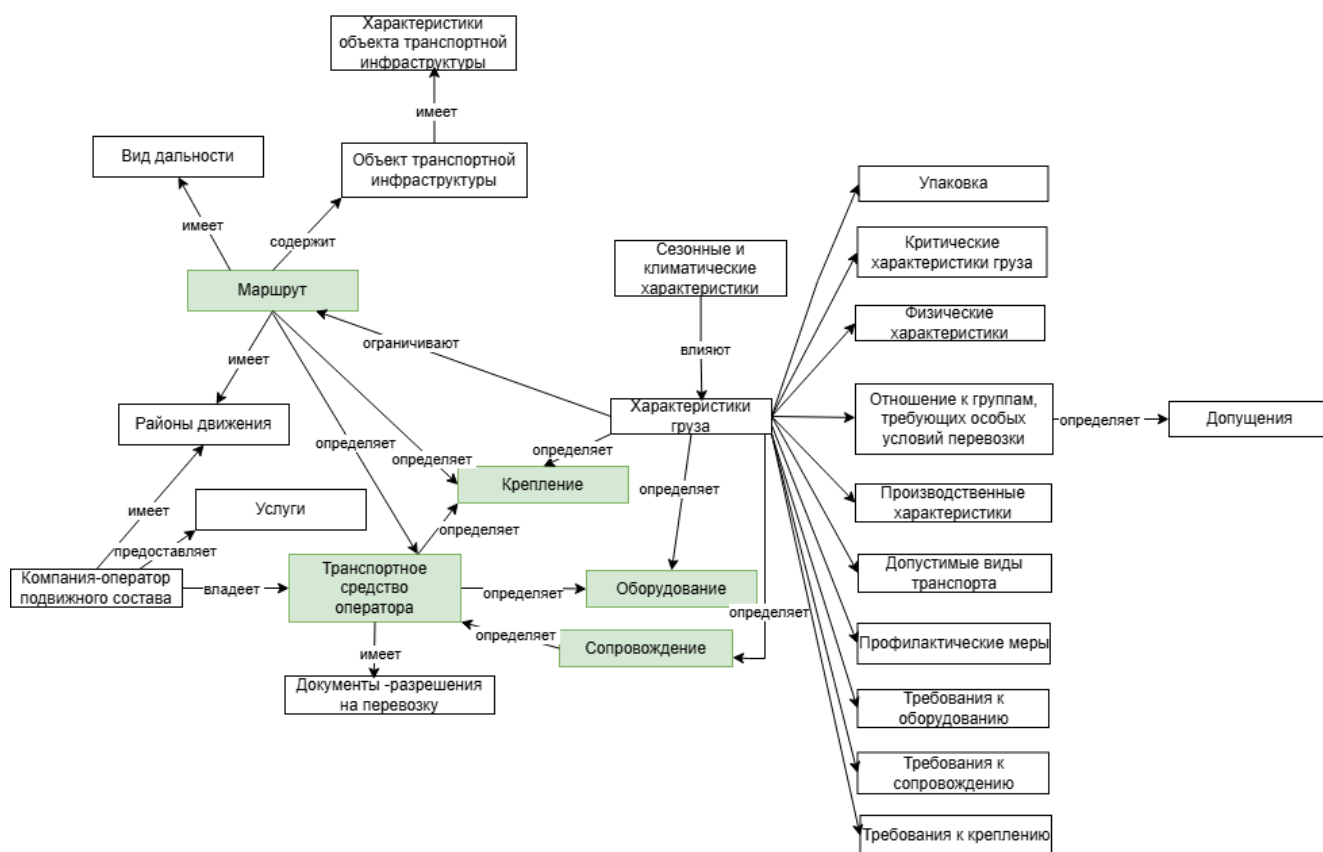 Характеристики
объекта транспортной
инфраструктуры
имеет
Вид дальности
Объект транспортной
инфраструктуры
имеет
содержит
Маршрут
Сезонные и
климатические
характеристики
ограничивают
влияют
имеет
Районы движения
определяет
определяет
Характеристики
груза
определяет
Крепление
определяет
имеет
Услуги
предоставляет
определяет
Компания-оператор
подвижного состава
владеет
Транспортное
средство
оператора
определяет
Оборудование
определяет
определяет
Сопровождение
имеет
Документы -разрешения
на перевозку
Упаковка
Критические
характеристики груза
Физические
характеристики
Отношение к группам,
требующих особых
условий перевозки
определяет
Допущения
Производственные
характеристики
Допустимые виды
транспорта
Профилактические меры
Требования к
оборудованию
Требования к
сопровождению
Требования к креплению